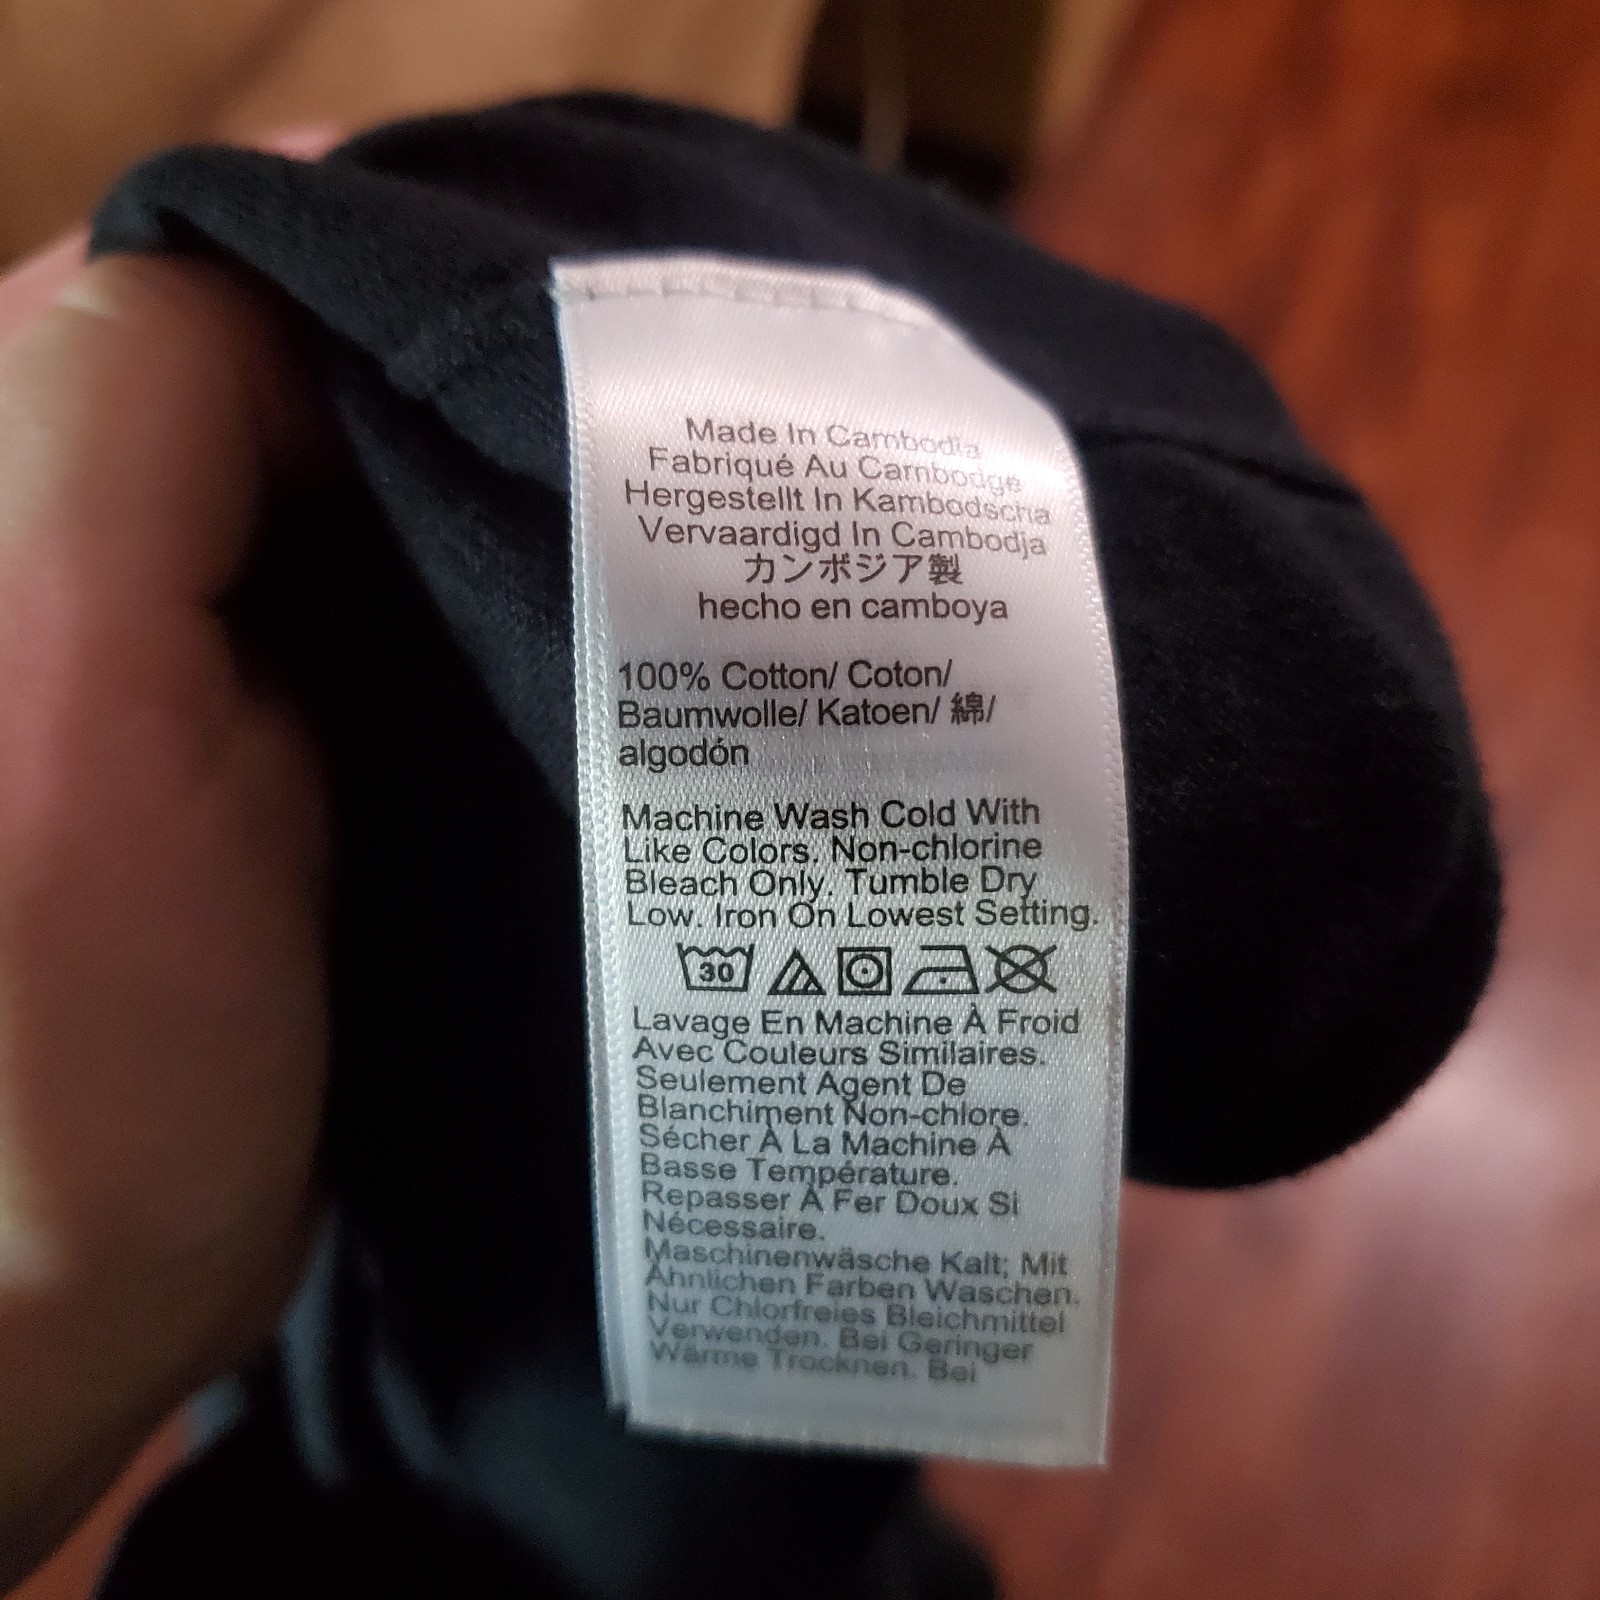 Made In Cambodia
Fabriqué Au Cambodge
Hergestellt In Kambodscha
Vervaardigd In Cambodja
カンボジア製
hecho en camboya
100% Cotton/ Coton/
Baumwolle/ Katoen/ 綿/
algodón
Machine Wash Cold With
Like Colors. Non-chlorine
Bleach Only. Tumble Dry
Low. Iron On Lowest Setting.
30
Lavage En Machine À Froid
Avec Couleurs Similaires.
Seulement Agent De
Blanchiment Non-chlore.
Sécher À La Machine À
Basse Température.
Repasser À Fer Doux Si
Nécessaire.
Maschinenwäsche Kalt; Mit
Ähnlichen Farben Waschen.
Nur Chlorfreies Bleichmittel
Verwenden. Bei Geringer
Wärme Trocknen. Bei